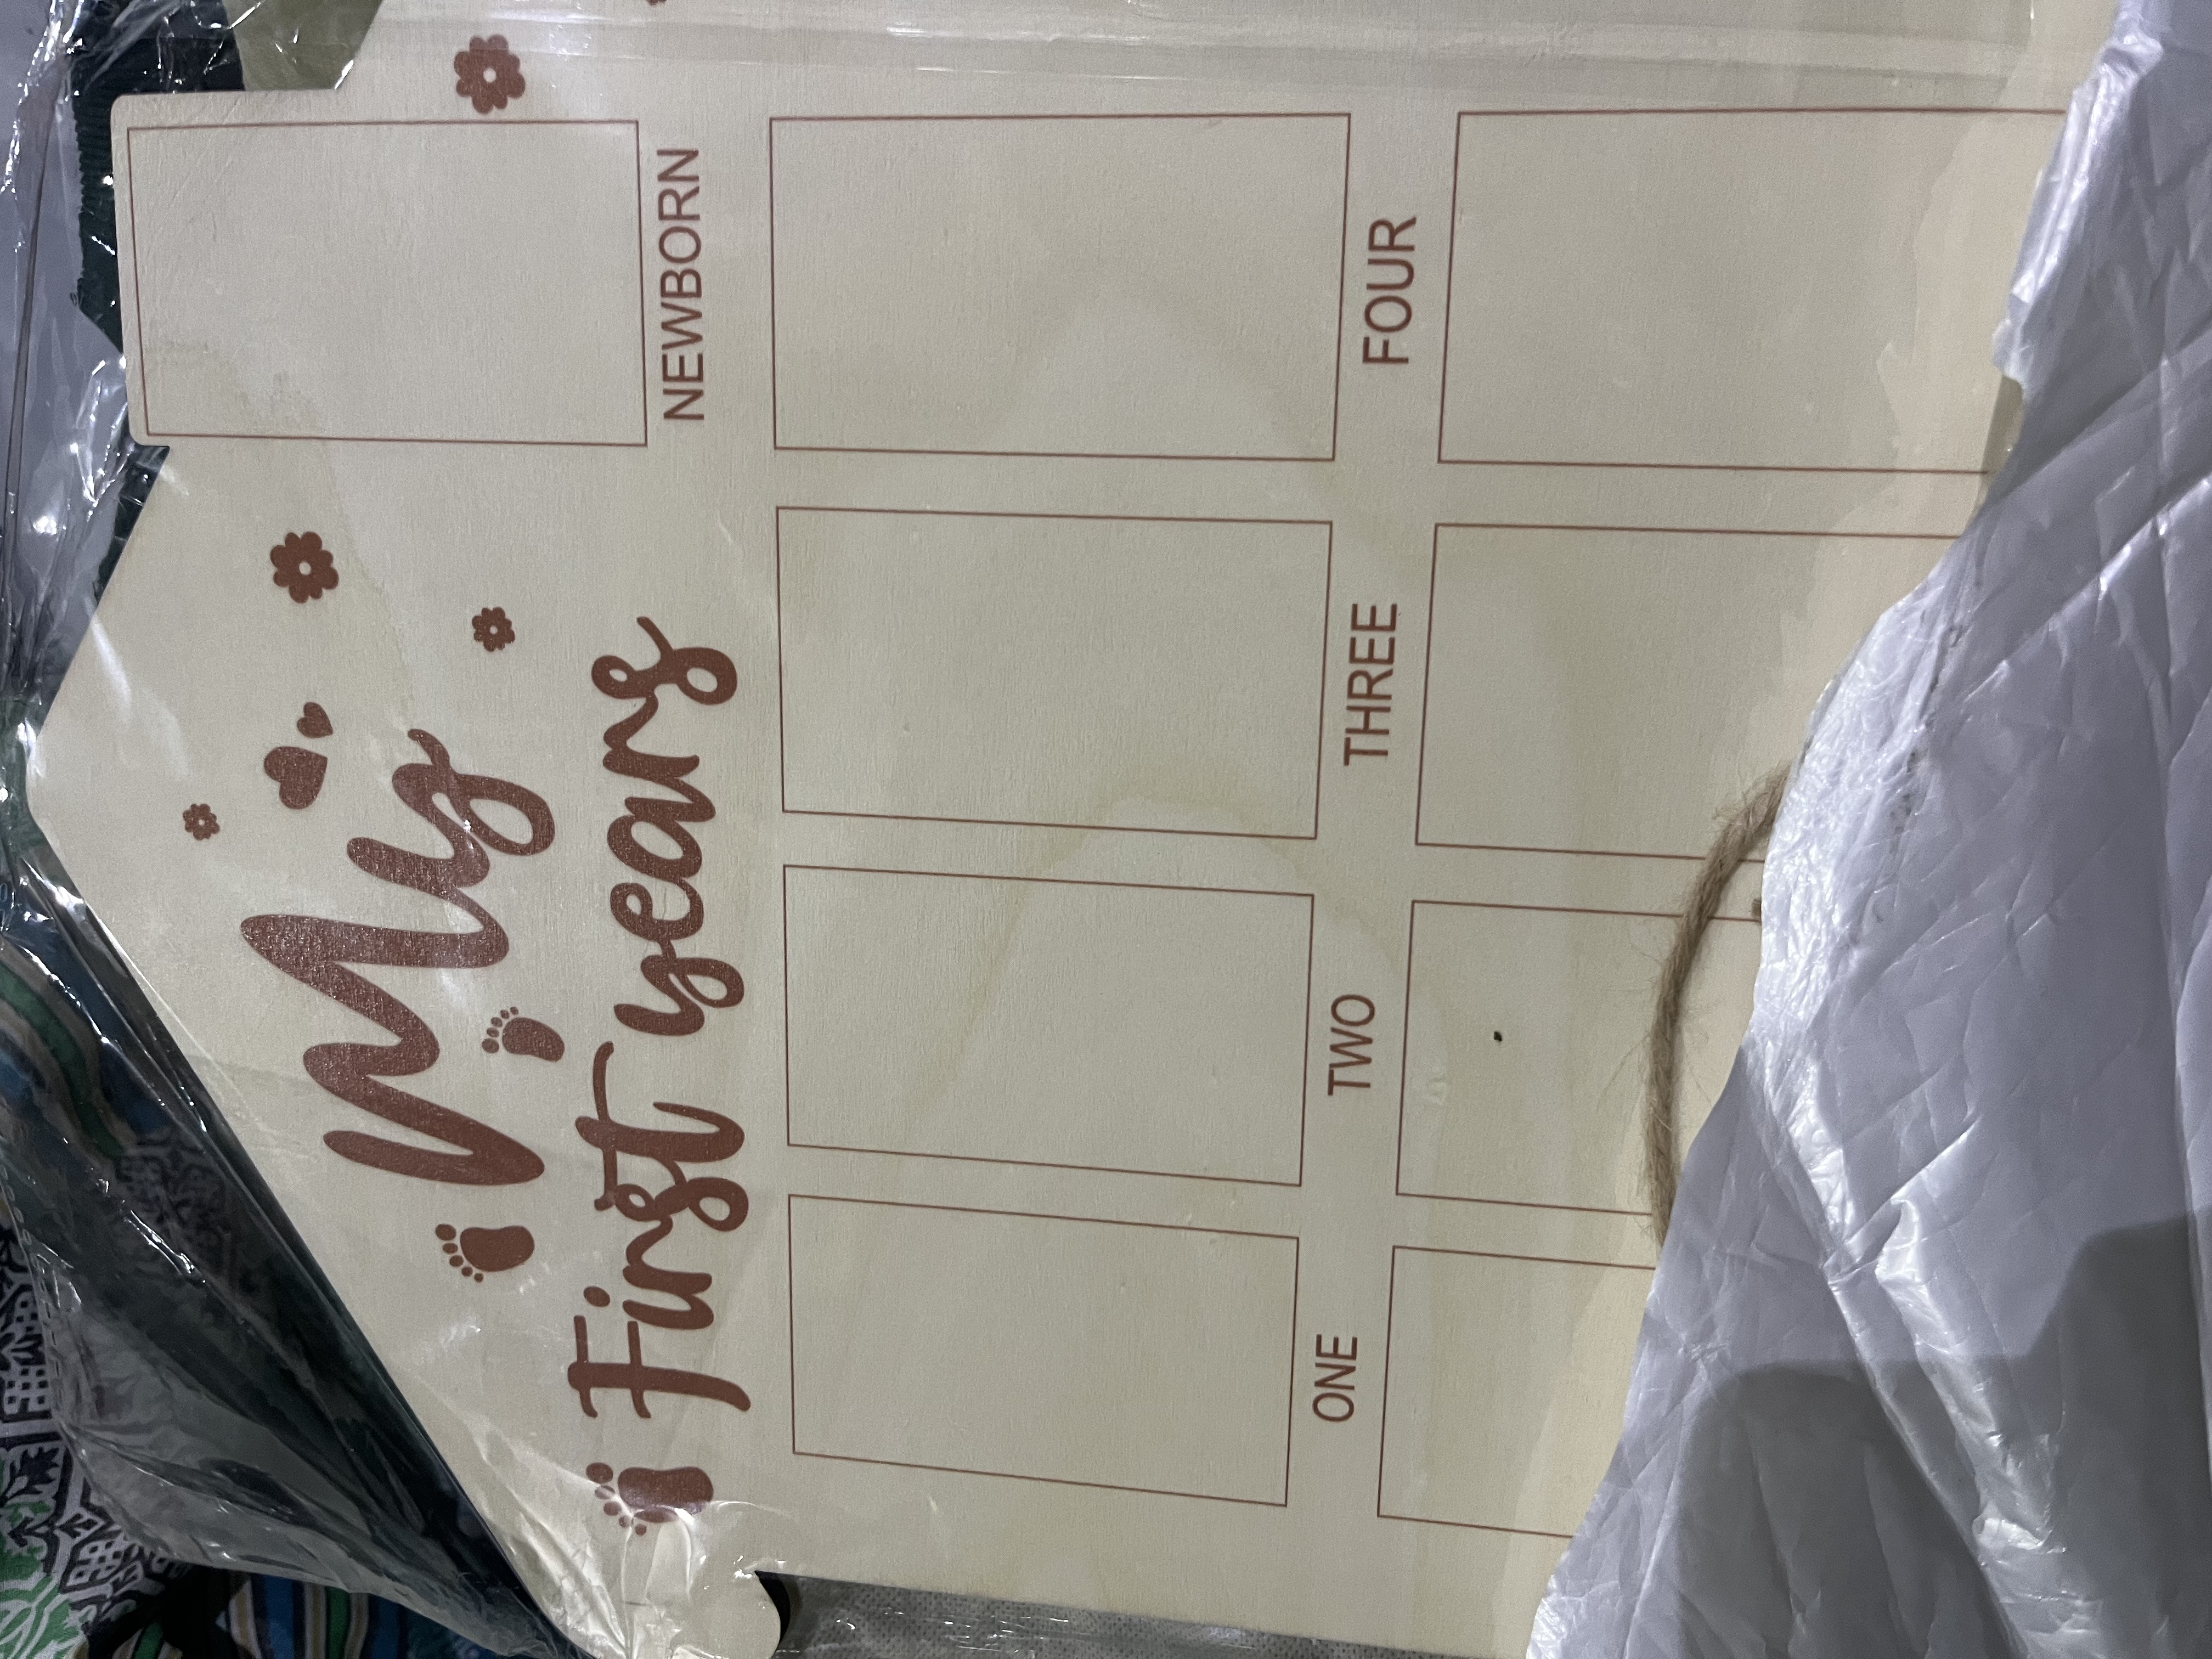 My
First years
NEWBORN
ONE
TWO
THREE
FOUR